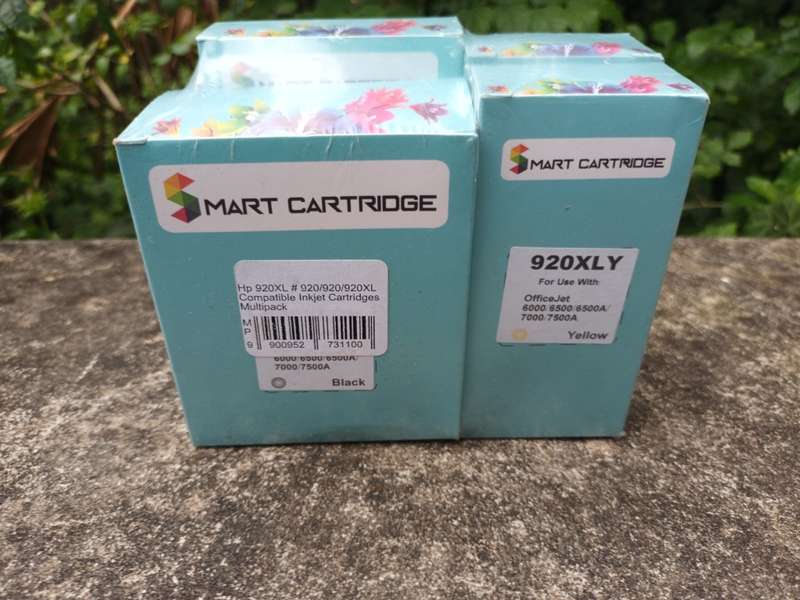 SMART CARTRIDGE
Hp 920XL # 920/920/920XL
Compatible Inkjet Cartridges
Multipack
M
P
9 900952 731100
6000/6500/6500A/
7000/7500A
Black
SMART CARTRIDGE
920XLY
For Use With
OfficeJet
6000/6500/6500A/
7000/7500A
Yellow